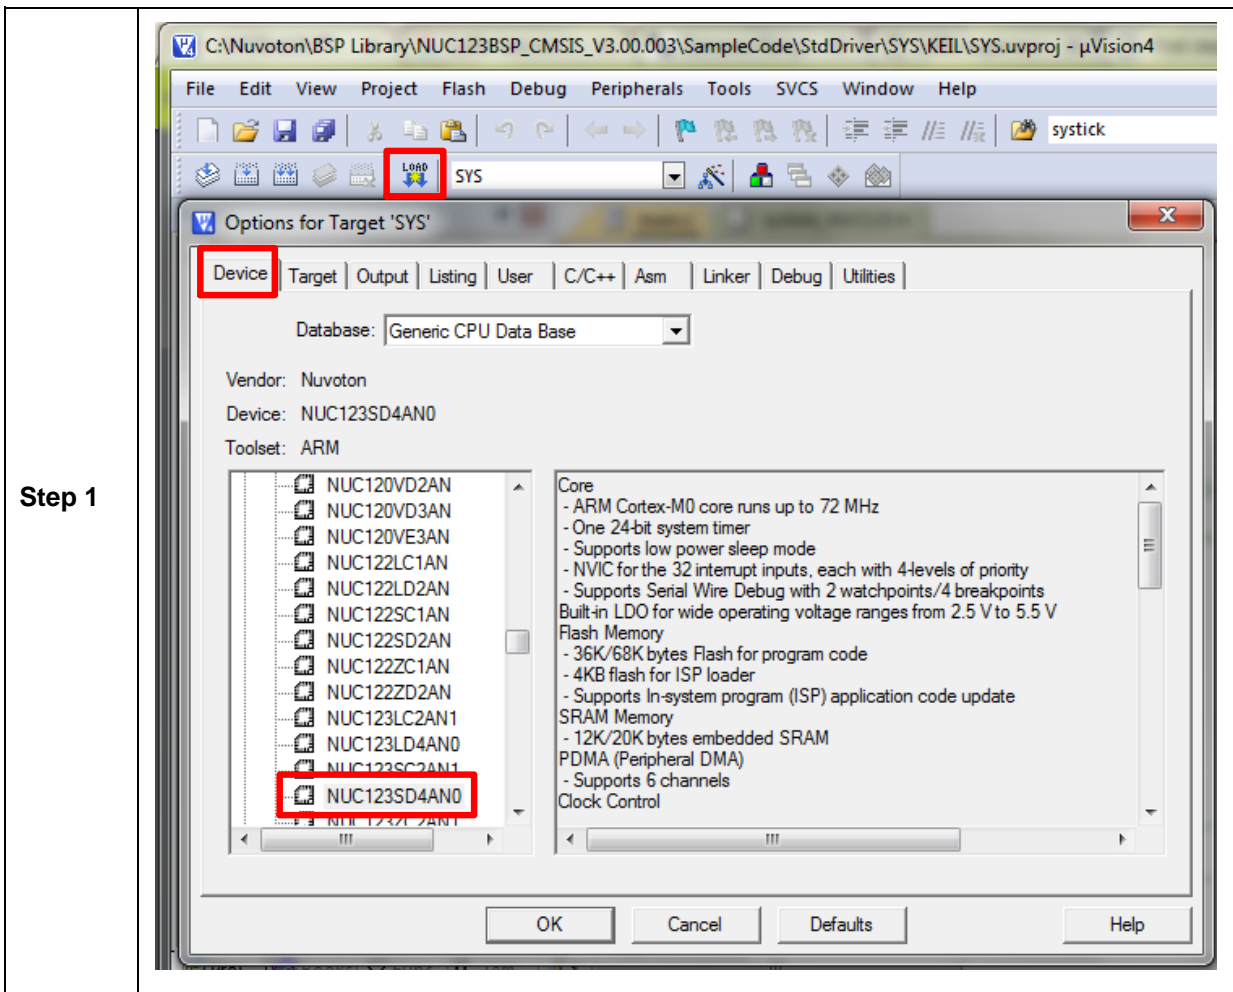 Step 1
C:\Nuvoton\BSP Library\NUC123BSP_CMSIS_V3.00.003\SampleCode\StdDriver\SYS\KEIL\SYS.uvproj - µVision4
File Edit View Project Flash Debug Peripherals Tools SVCS Window Help
systick
LOAD SYS
Options for Target 'SYS'
Device Target Output Listing User C/C++ Asm Linker Debug Utilities
Database: Generic CPU Data Base
Vendor: Nuvoton
Device: NUC123SD4AN0
Toolset: ARM
NUC120VD2AN
NUC120VD3AN
NUC120VE3AN
NUC122LC1AN
NUC122LD2AN
NUC122SC1AN
NUC122SD2AN
NUC122ZC1AN
NUC122ZD2AN
NUC123LC2AN1
NUC123LD4AN0
NUC123SC2AN1
NUC123SD4AN0
NUC123ZC2AN1
Core
- ARM Cortex-M0 core runs up to 72 MHz
- One 24-bit system timer
- Supports low power sleep mode
- NVIC for the 32 interrupt inputs, each with 4-levels of priority
- Supports Serial Wire Debug with 2 watchpoints/4 breakpoints
Built-in LDO for wide operating voltage ranges from 2.5 V to 5.5 V
Flash Memory
- 36K/68K bytes Flash for program code
- 4KB flash for ISP loader
- Supports In-system program (ISP) application code update
SRAM Memory
- 12K/20K bytes embedded SRAM
PDMA (Peripheral DMA)
- Supports 6 channels
Clock Control
OK Cancel Defaults Help